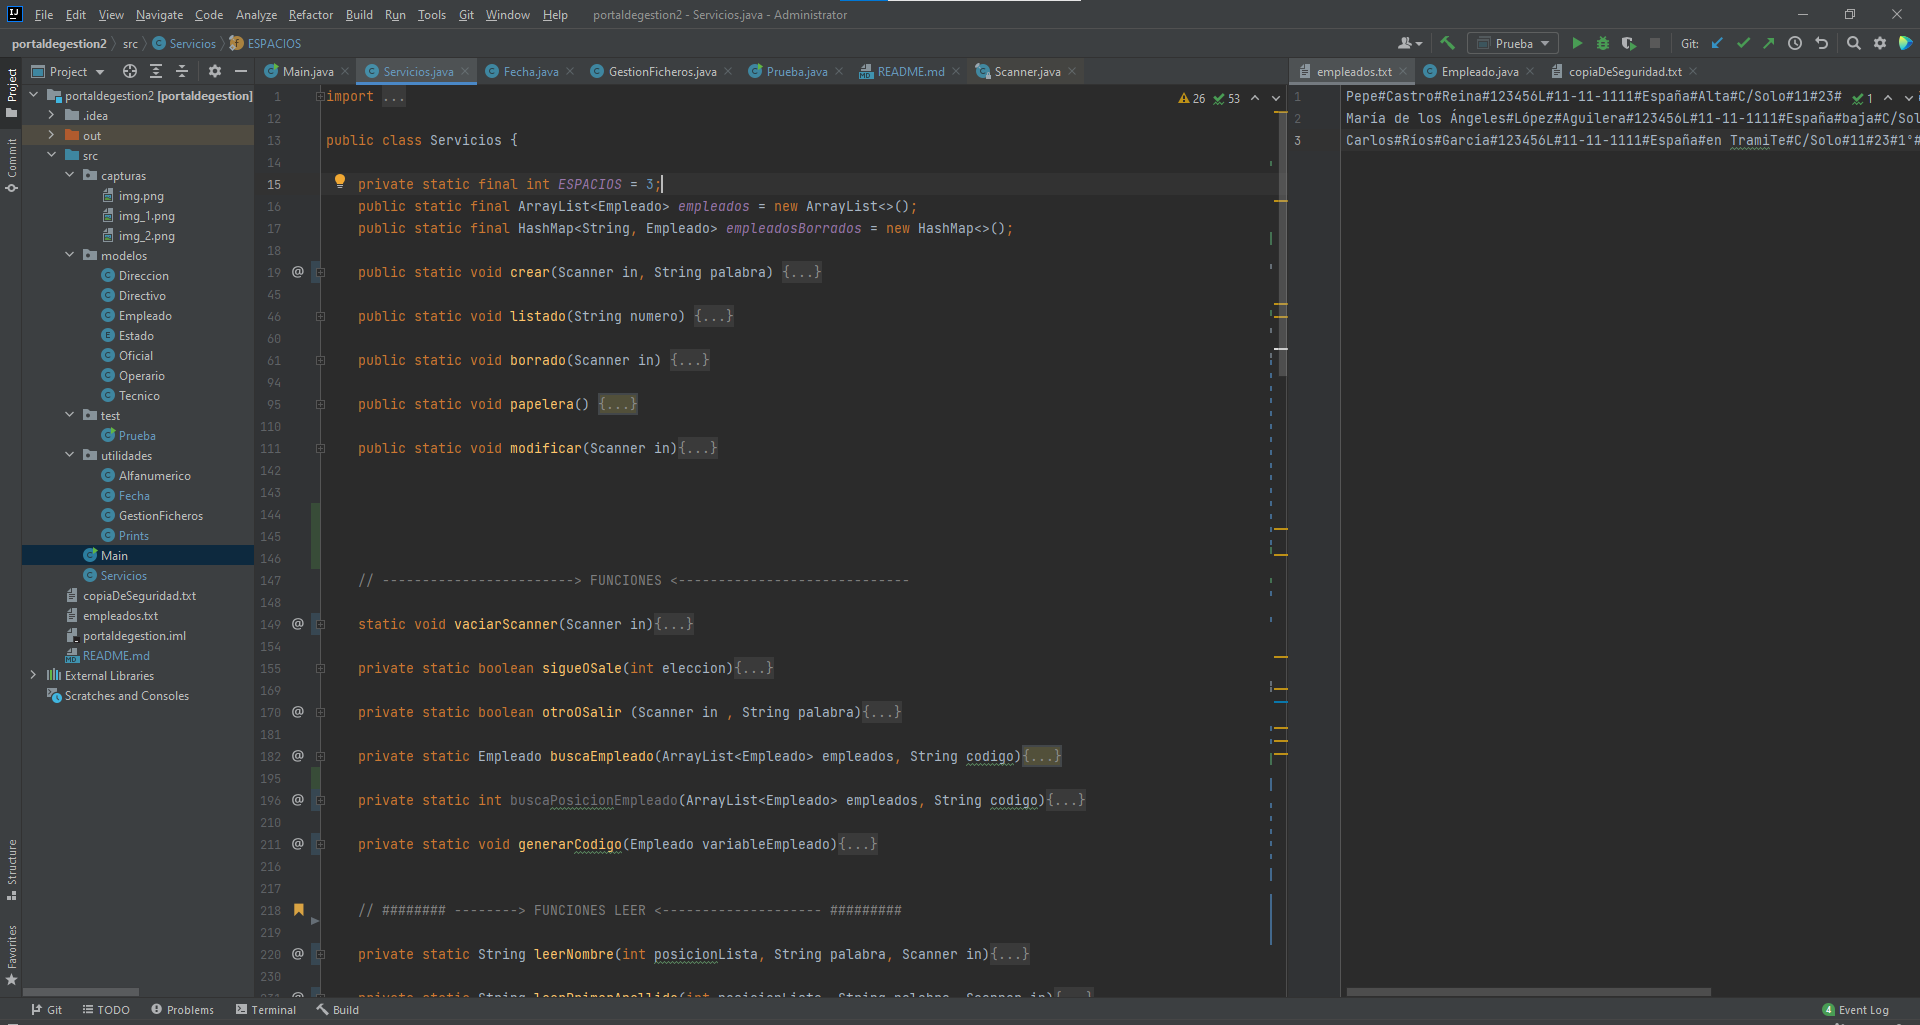 File Edit View Navigate Code Analyze Refactor Build Run Tools Git Window Help portaldegestion2 - Servicios.java - Administrator
portaldegestion2 src Servicios ESPACIOS Prueba Git:
Project Main.java Servicios.java Fecha.java GestionFicheros.java Prueba.java README.md Scanner.java empleados.txt Empleado.java copiaDeSeguridad.txt
Project
Commit
Structure
Favorites
portaldegestion2 [portaldegestion]
.idea
out
src
capturas
img.png
img_1.png
img_2.png
modelos
Direccion
Directivo
Empleado
Estado
Oficial
Operario
Tecnico
test
Prueba
utilidades
Alfanumerico
Fecha
GestionFicheros
Prints
Main
Servicios
copiaDeSeguridad.txt
empleados.txt
portaldegestion.iml
README.md
External Libraries
Scratches and Consoles
26 53
1 import ...
12
13 public class Servicios {
14
15 private static final int ESPACIOS = 3;
16 public static final ArrayList<Empleado> empleados = new ArrayList<>();
17 public static final HashMap<String, Empleado> empleadosBorrados = new HashMap<>();
18
19 @ public static void crear(Scanner in, String palabra) {...}
45
46 public static void listado(String numero) {...}
60
61 public static void borrado(Scanner in) {...}
94
95 public static void papelera() {...}
110
111 public static void modificar(Scanner in){...}
142
143
144
145
146
147 // ------------------------> FUNCIONES <-----------------------------
148
149 @ static void vaciarScanner(Scanner in){...}
154
155 private static boolean sigueOSale(int eleccion){...}
169
170 @ private static boolean otroOSalir (Scanner in , String palabra){...}
181
182 @ private static Empleado buscaEmpleado(ArrayList<Empleado> empleados, String codigo){...}
195
196 @ private static int buscaPosicionEmpleado(ArrayList<Empleado> empleados, String codigo){...}
210
211 @ private static void generarCodigo(Empleado variableEmpleado){...}
216
217
218 // ######## --------> FUNCIONES LEER <-------------------- #########
219
220 @ private static String leerNombre(int posicionLista, String palabra, Scanner in){...}
230
231 @ private static String leerPrimerApellido(int posicionLista, String palabra, Scanner in){...}
1 Pepe#Castro#Reina#123456L#11-11-1111#España#Alta#C/Solo#11#23#
1
2 María de los Ángeles#López#Aguilera#123456L#11-11-1111#España#baja#C/Sol
3 Carlos#Ríos#García#123456L#11-11-1111#España#en TramiTe#C/Solo#11#23#1°#
Git TODO Problems Terminal Build 4 Event Log